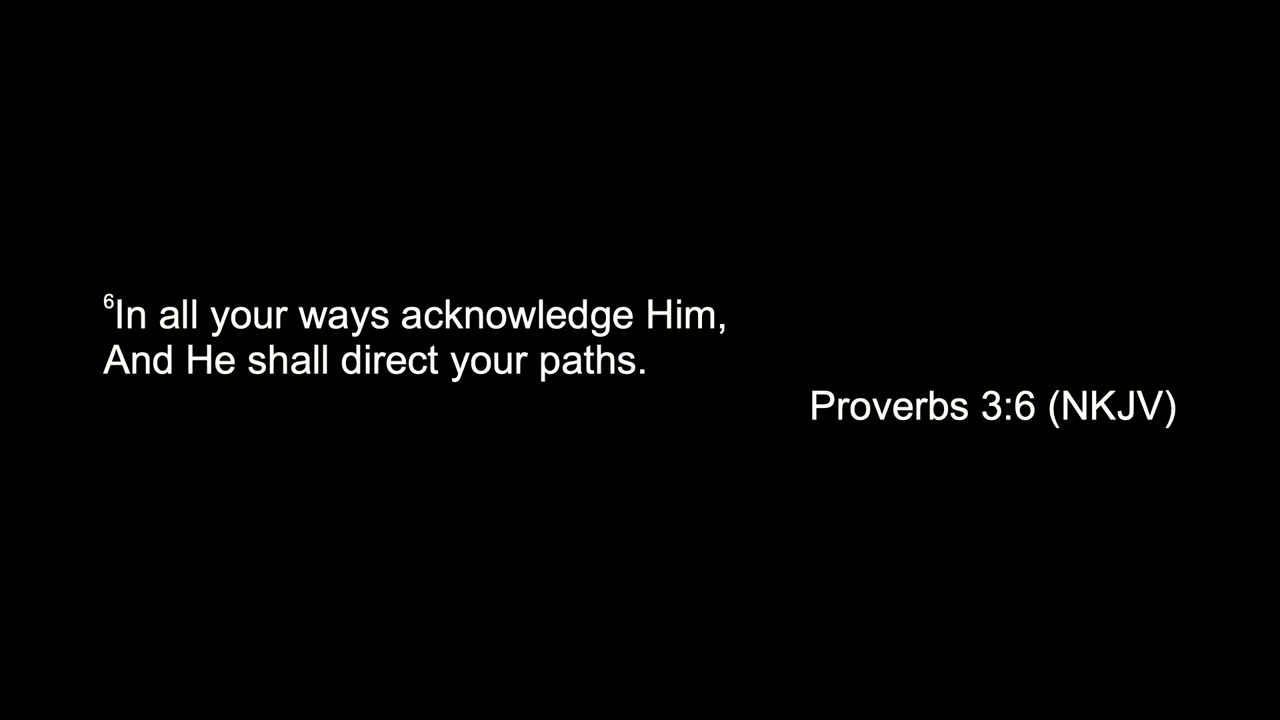 ⁶In all your ways acknowledge Him,
And He shall direct your paths.
Proverbs 3:6 (NKJV)